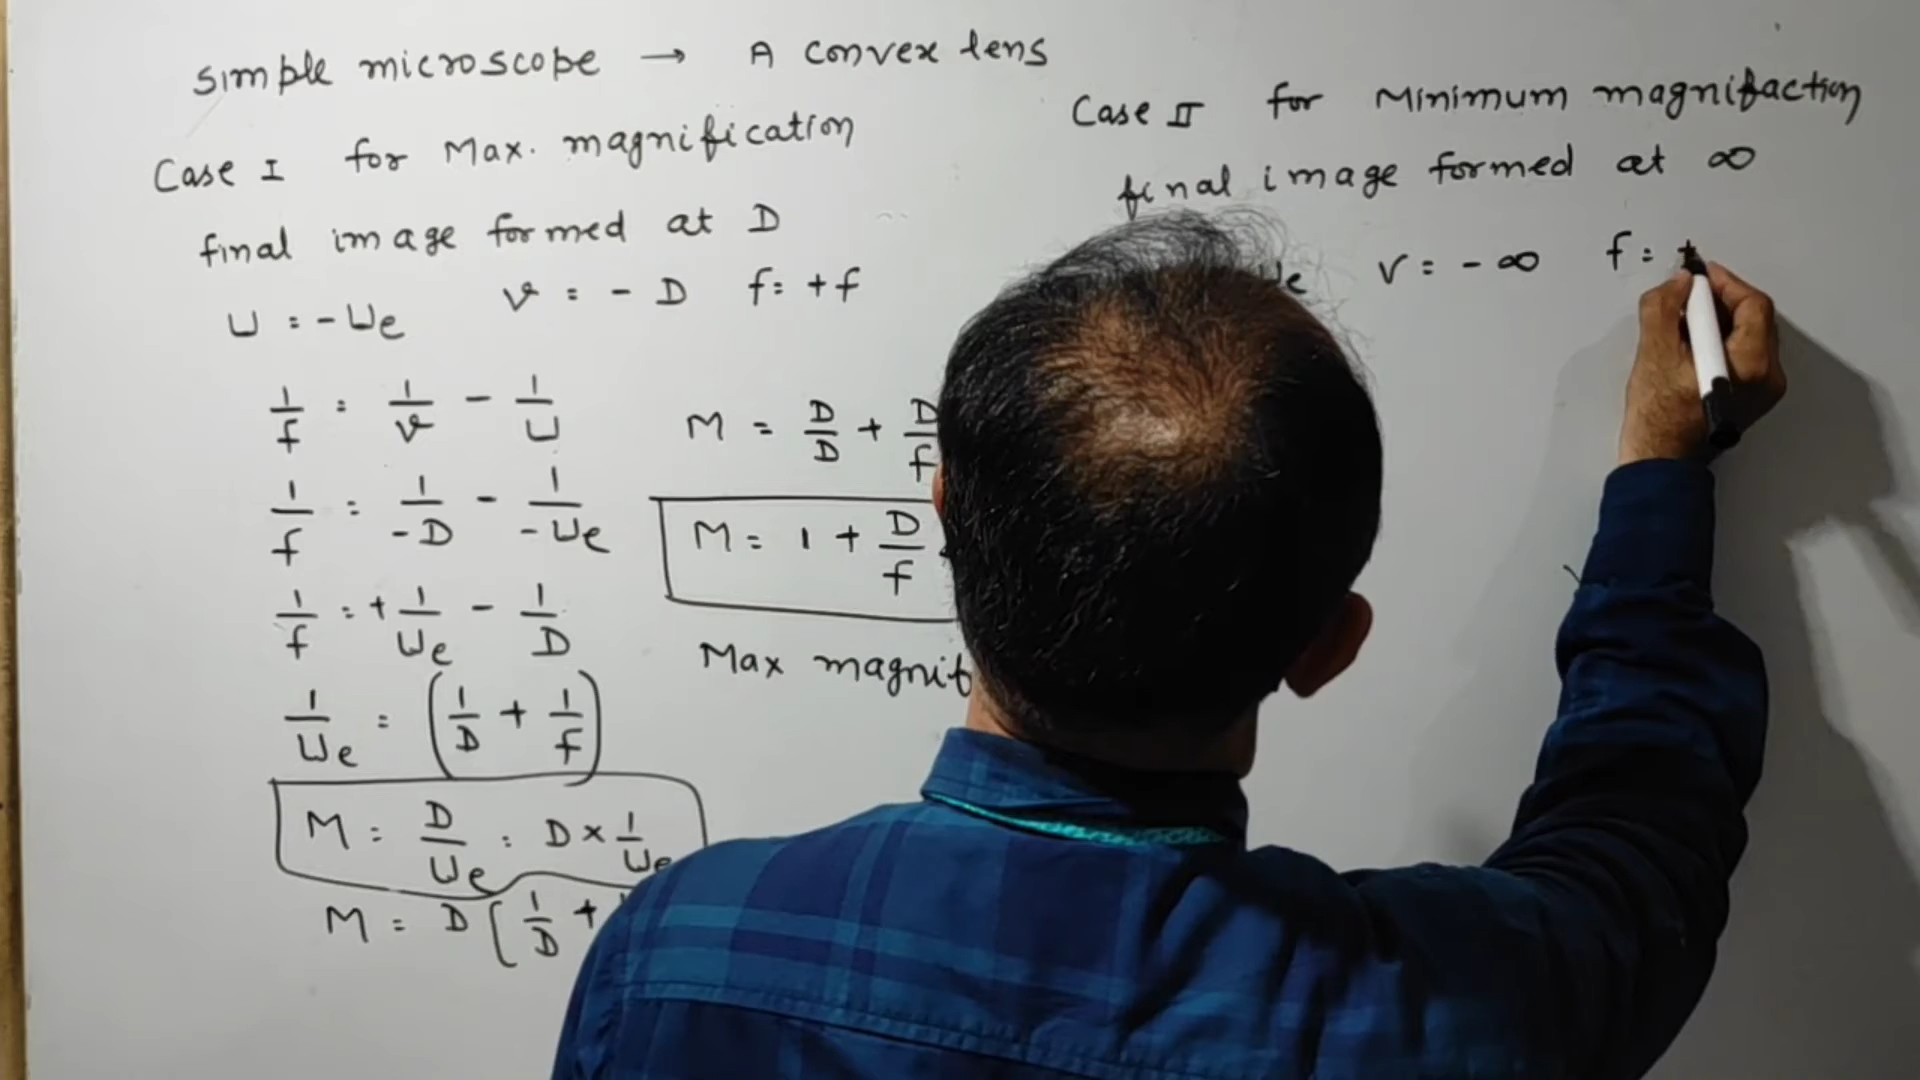 Simple microscope → A convex lens
Case I for Max. magnification
final image formed at D
U = -Ue v = - D f = +f
1/f = 1/v - 1/U
1/f = 1/-D - 1/-Ue
1/f = + 1/Ue - 1/D
1/Ue = (1/D + 1/f)
M = D/Ue = D × 1/Ue
M = D [1/D +
M = D/D + D/f
M = 1 + D/f
Max magnif
Case II for Minimum magnifaction
final image formed at ∞
Ue v = - ∞ f = +